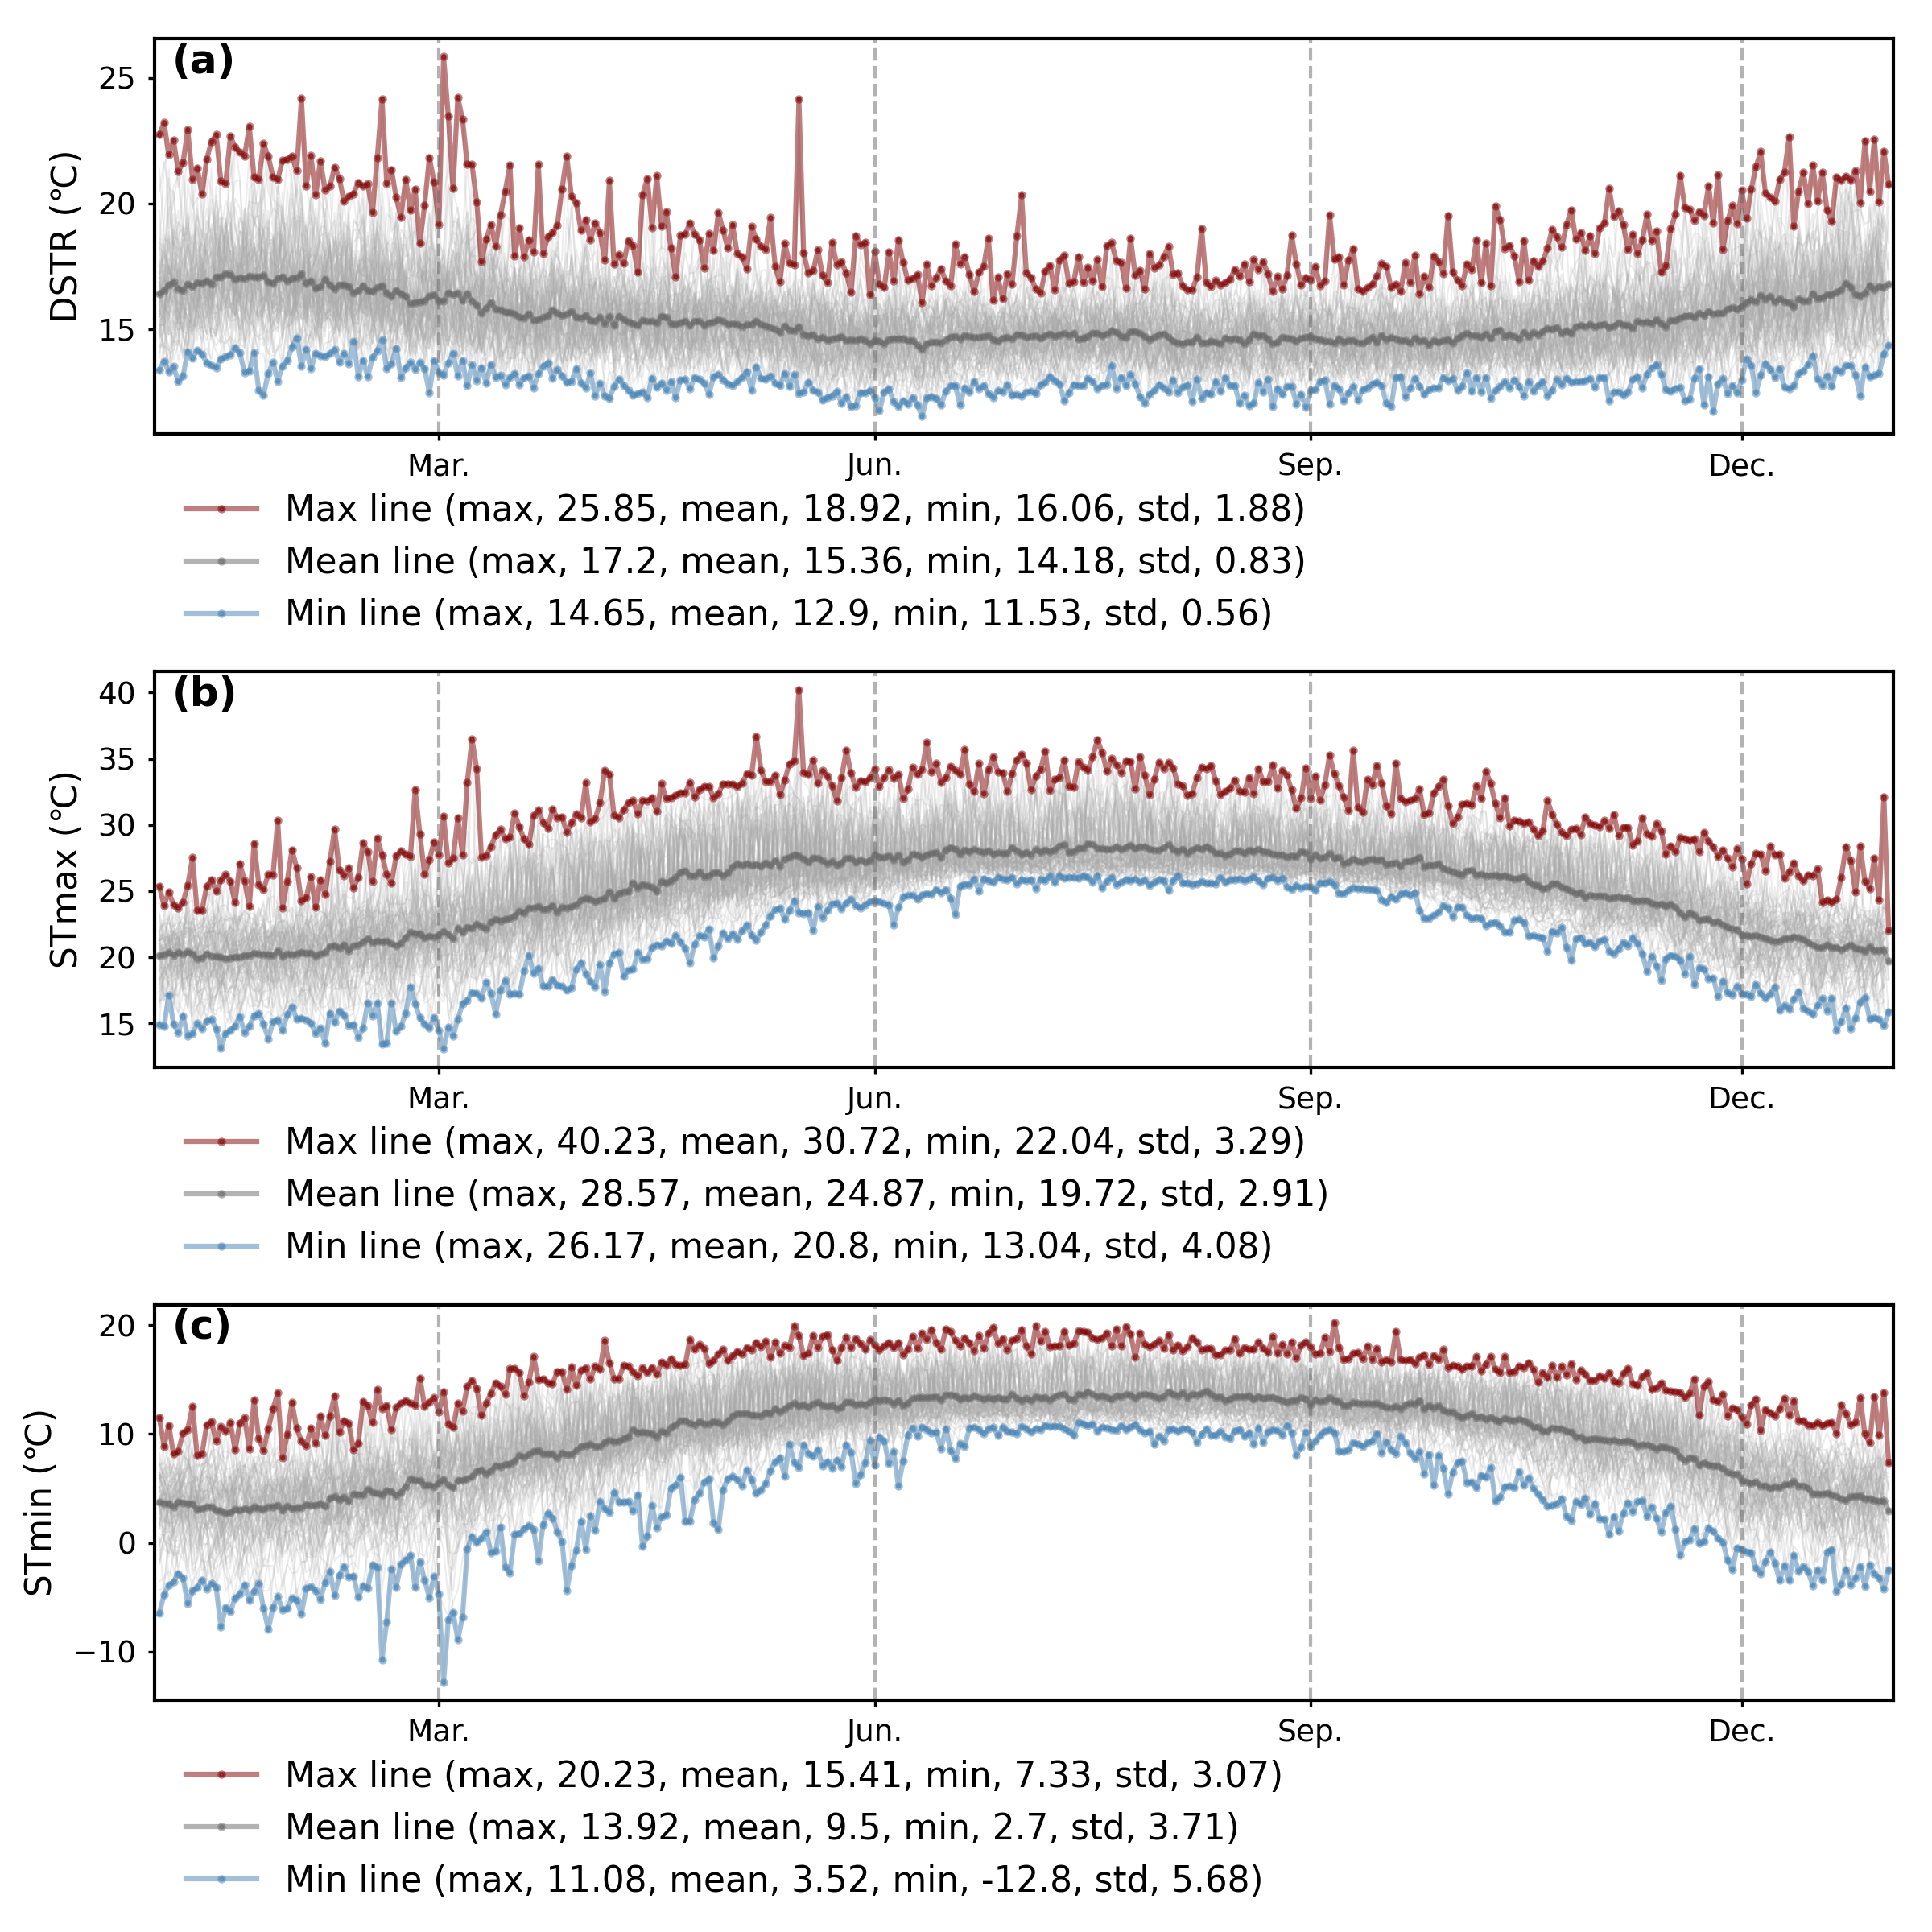 (a)
DSTR (℃)
25
20
15
Mar. Jun. Sep. Dec.
Max line (max, 25.85, mean, 18.92, min, 16.06, std, 1.88)
Mean line (max, 17.2, mean, 15.36, min, 14.18, std, 0.83)
Min line (max, 14.65, mean, 12.9, min, 11.53, std, 0.56)
(b)
STmax (℃)
40
35
30
25
20
15
Mar. Jun. Sep. Dec.
Max line (max, 40.23, mean, 30.72, min, 22.04, std, 3.29)
Mean line (max, 28.57, mean, 24.87, min, 19.72, std, 2.91)
Min line (max, 26.17, mean, 20.8, min, 13.04, std, 4.08)
(c)
STmin (℃)
20
10
0
−10
Mar. Jun. Sep. Dec.
Max line (max, 20.23, mean, 15.41, min, 7.33, std, 3.07)
Mean line (max, 13.92, mean, 9.5, min, 2.7, std, 3.71)
Min line (max, 11.08, mean, 3.52, min, -12.8, std, 5.68)